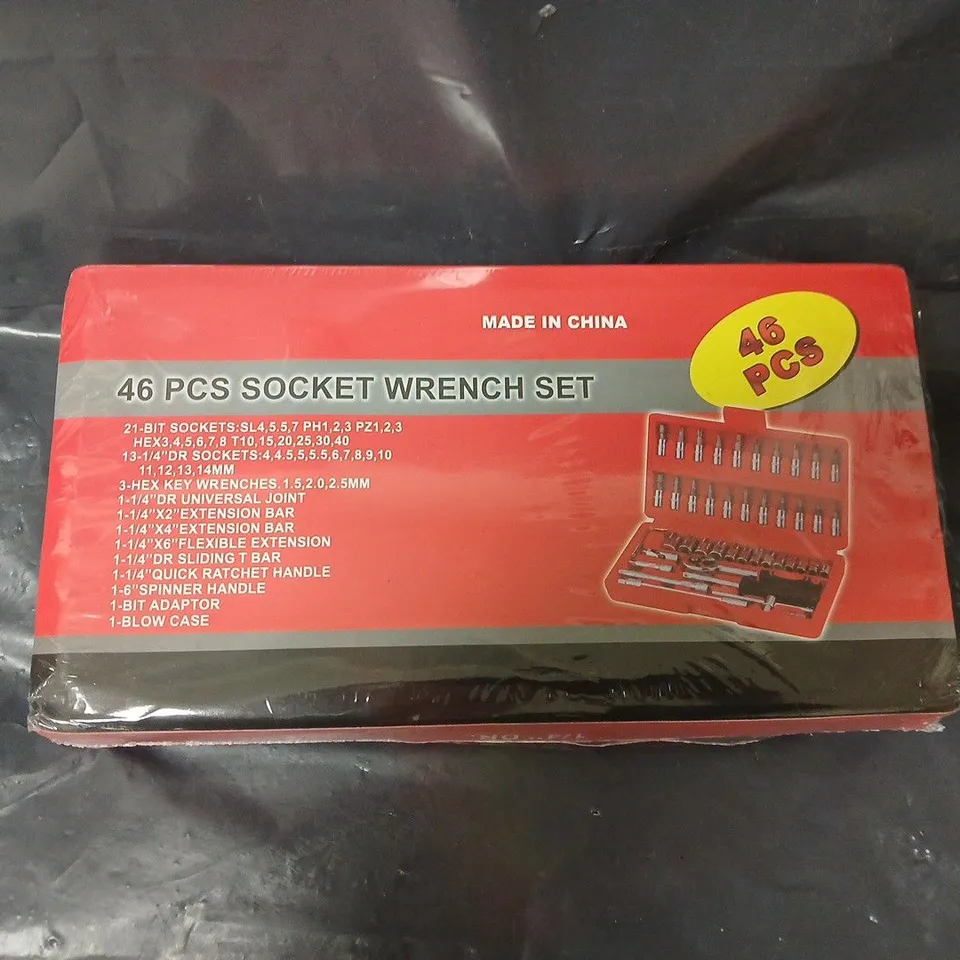 MADE IN CHINA
46
PCS
46 PCS SOCKET WRENCH SET
21-BIT SOCKETS:SL4,5.5,7 PH1,2,3 PZ1,2,3
HEX3,4,5,6,7,8 T10,15,20,25,30,40
13-1/4"DR SOCKETS:4,4.5,5,5.5,6,7,8,9,10
11,12,13,14MM
3-HEX KEY WRENCHES.1.5,2.0,2.5MM
1-1/4"DR UNIVERSAL JOINT
1-1/4"X2"EXTENSION BAR
1-1/4"X4"EXTENSION BAR
1-1/4"X6"FLEXIBLE EXTENSION
1-1/4"DR SLIDING T BAR
1-1/4"QUICK RATCHET HANDLE
1-6"SPINNER HANDLE
1-BIT ADAPTOR
1-BLOW CASE